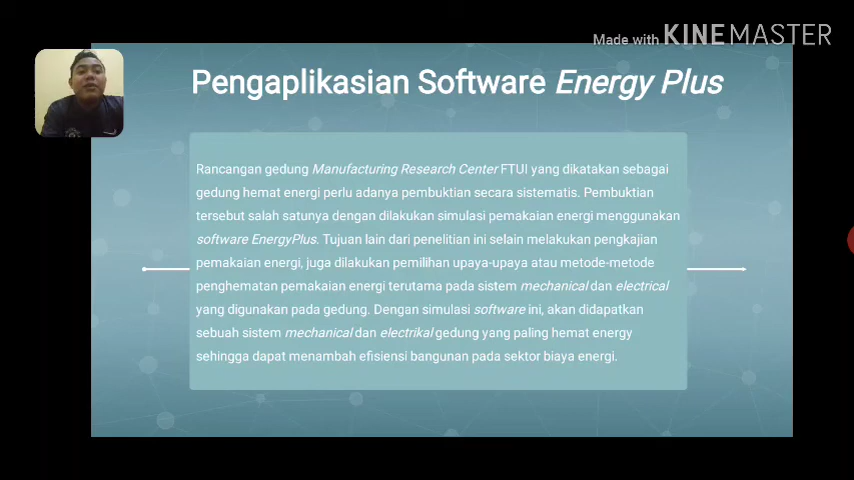 Made with KINEMASTER
Pengaplikasian Software Energy Plus
Rancangan gedung Manufacturing Research Center FTUI yang dikatakan sebagai
gedung hemat energi perlu adanya pembuktian secara sistematis. Pembuktian
tersebut salah satunya dengan dilakukan simulasi pemakaian energi menggunakan
software EnergyPlus. Tujuan lain dari penelitian ini selain melakukan pengkajian
pemakaian energi, juga dilakukan pemilihan upaya-upaya atau metode-metode
penghematan pemakaian energi terutama pada sistem mechanical dan electrical
yang digunakan pada gedung. Dengan simulasi software ini, akan didapatkan
sebuah sistem mechanical dan electrikal gedung yang paling hemat energy
sehingga dapat menambah efisiensi bangunan pada sektor biaya energi.